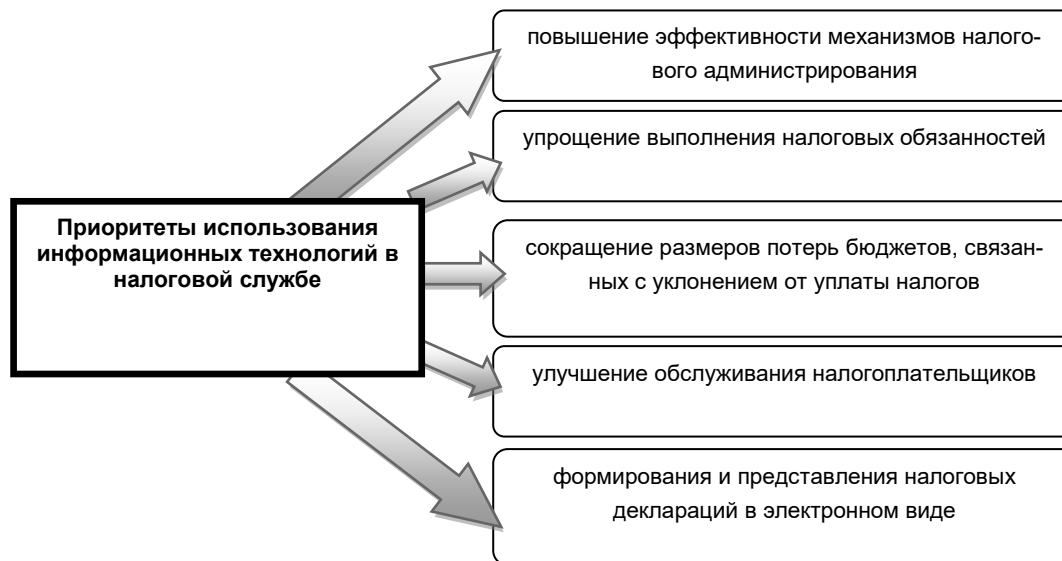 повышение эффективности механизмов налого-
вого администрирования
упрощение выполнения налоговых обязанностей
Приоритеты использования
информационных технологий в
налоговой службе
сокращение размеров потерь бюджетов, связан-
ных с уклонением от уплаты налогов
улучшение обслуживания налогоплательщиков
формирования и представления налоговых
деклараций в электронном виде